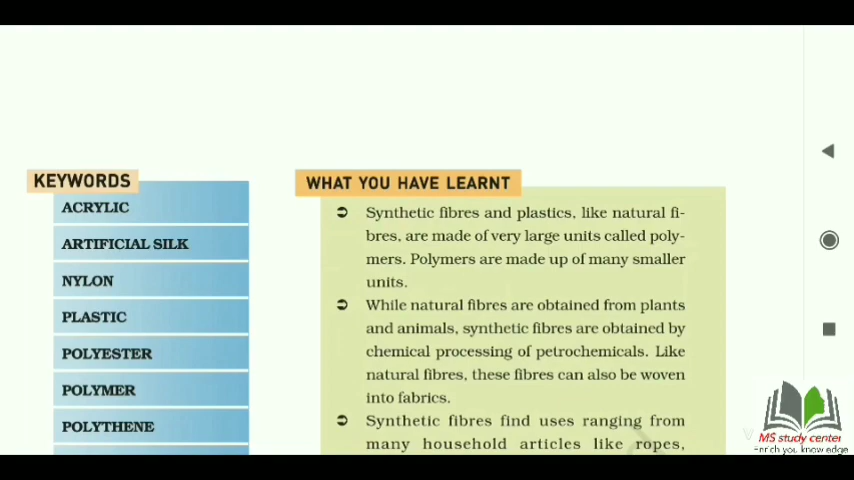 KEYWORDS
ACRYLIC
ARTIFICIAL SILK
NYLON
PLASTIC
POLYESTER
POLYMER
POLYTHENE
WHAT YOU HAVE LEARNT
Synthetic fibres and plastics, like natural fi-
bres, are made of very large units called poly-
mers. Polymers are made up of many smaller
units.
While natural fibres are obtained from plants
and animals, synthetic fibres are obtained by
chemical processing of petrochemicals. Like
natural fibres, these fibres can also be woven
into fabrics.
Synthetic fibres find uses ranging from
many household articles like ropes,
MS study center
Enrich you knowledge